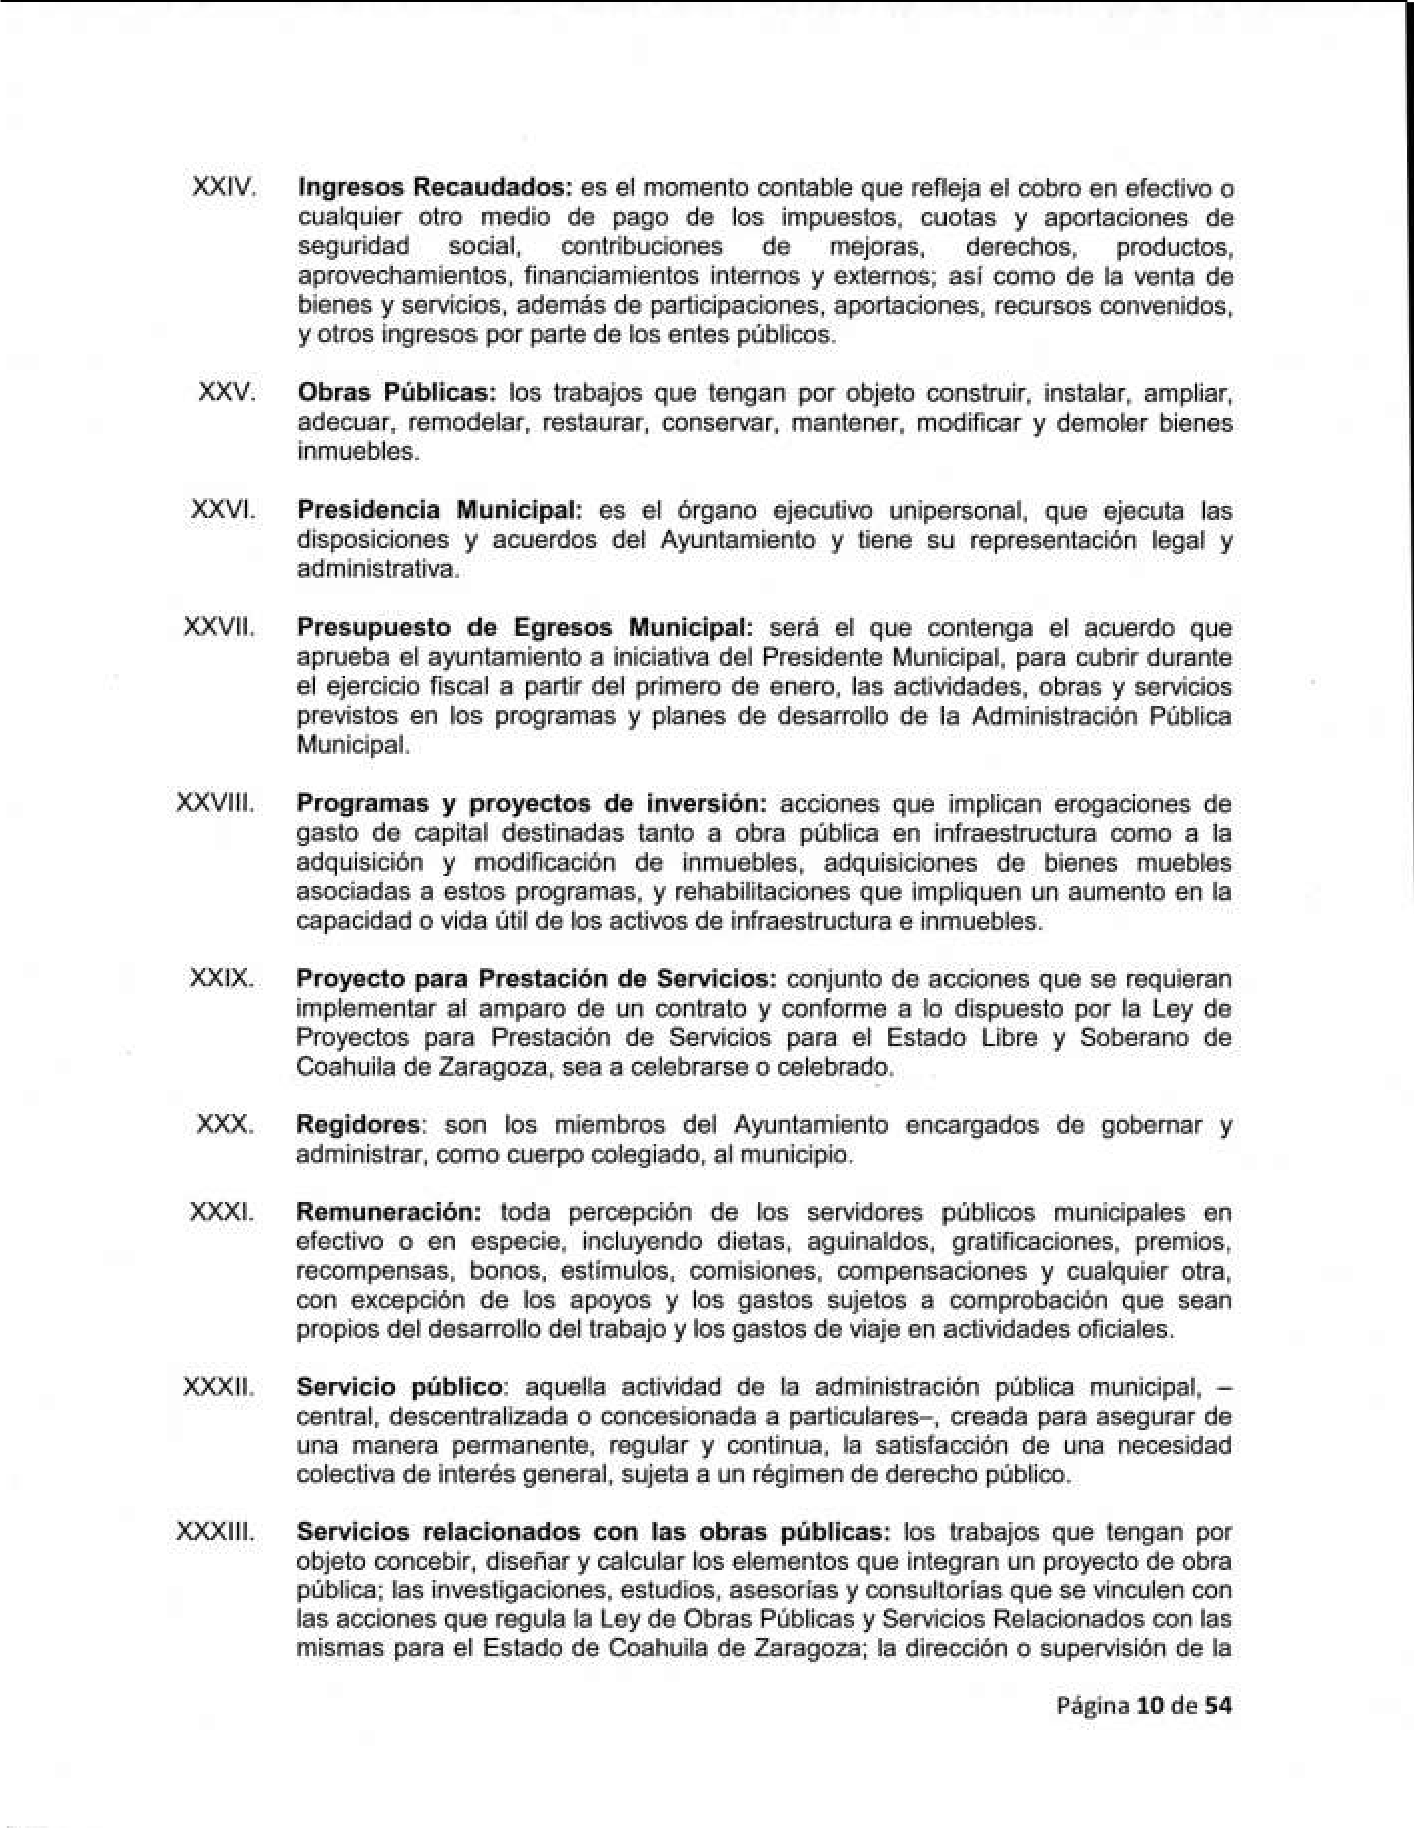 XXIV. Ingresos Recaudados: es el momento contable que refleja el cobro en efectivo o
cualquier otro medio de pago de los impuestos, cuotas y aportaciones de
seguridad social, contribuciones de mejoras, derechos, productos,
aprovechamientos, financiamientos internos y externos; así como de la venta de
bienes y servicios, además de participaciones, aportaciones, recursos convenidos,
y otros ingresos por parte de los entes públicos.
XXV. Obras Públicas: los trabajos que tengan por objeto construir, instalar, ampliar,
adecuar, remodelar, restaurar, conservar, mantener, modificar y demoler bienes
inmuebles.
XXVI. Presidencia Municipal: es el órgano ejecutivo unipersonal, que ejecuta las
disposiciones y acuerdos del Ayuntamiento y tiene su representación legal y
administrativa.
XXVII. Presupuesto de Egresos Municipal: será el que contenga el acuerdo que
aprueba el ayuntamiento a iniciativa del Presidente Municipal, para cubrir durante
el ejercicio fiscal a partir del primero de enero, las actividades, obras y servicios
previstos en los programas y planes de desarrollo de la Administración Pública
Municipal.
XXVIII. Programas y proyectos de inversión: acciones que implican erogaciones de
gasto de capital destinadas tanto a obra pública en infraestructura como a la
adquisición y modificación de inmuebles, adquisiciones de bienes muebles
asociadas a estos programas, y rehabilitaciones que impliquen un aumento en la
capacidad o vida útil de los activos de infraestructura e inmuebles.
XXIX. Proyecto para Prestación de Servicios: conjunto de acciones que se requieran
implementar al amparo de un contrato y conforme a lo dispuesto por la Ley de
Proyectos para Prestación de Servicios para el Estado Libre y Soberano de
Coahuila de Zaragoza, sea a celebrarse o celebrado.
XXX. Regidores: son los miembros del Ayuntamiento encargados de gobernar y
administrar, como cuerpo colegiado, al municipio.
XXXI. Remuneración: toda percepción de los servidores públicos municipales en
efectivo o en especie, incluyendo dietas, aguinaldos, gratificaciones, premios,
recompensas, bonos, estímulos, comisiones, compensaciones y cualquier otra,
con excepción de los apoyos y los gastos sujetos a comprobación que sean
propios del desarrollo del trabajo y los gastos de viaje en actividades oficiales.
XXXII. Servicio público: aquella actividad de la administración pública municipal, –
central, descentralizada o concesionada a particulares–, creada para asegurar de
una manera permanente, regular y continua, la satisfacción de una necesidad
colectiva de interés general, sujeta a un régimen de derecho público.
XXXIII. Servicios relacionados con las obras públicas: los trabajos que tengan por
objeto concebir, diseñar y calcular los elementos que integran un proyecto de obra
pública; las investigaciones, estudios, asesorías y consultorías que se vinculen con
las acciones que regula la Ley de Obras Públicas y Servicios Relacionados con las
mismas para el Estado de Coahuila de Zaragoza; la dirección o supervisión de la
Página 10 de 54